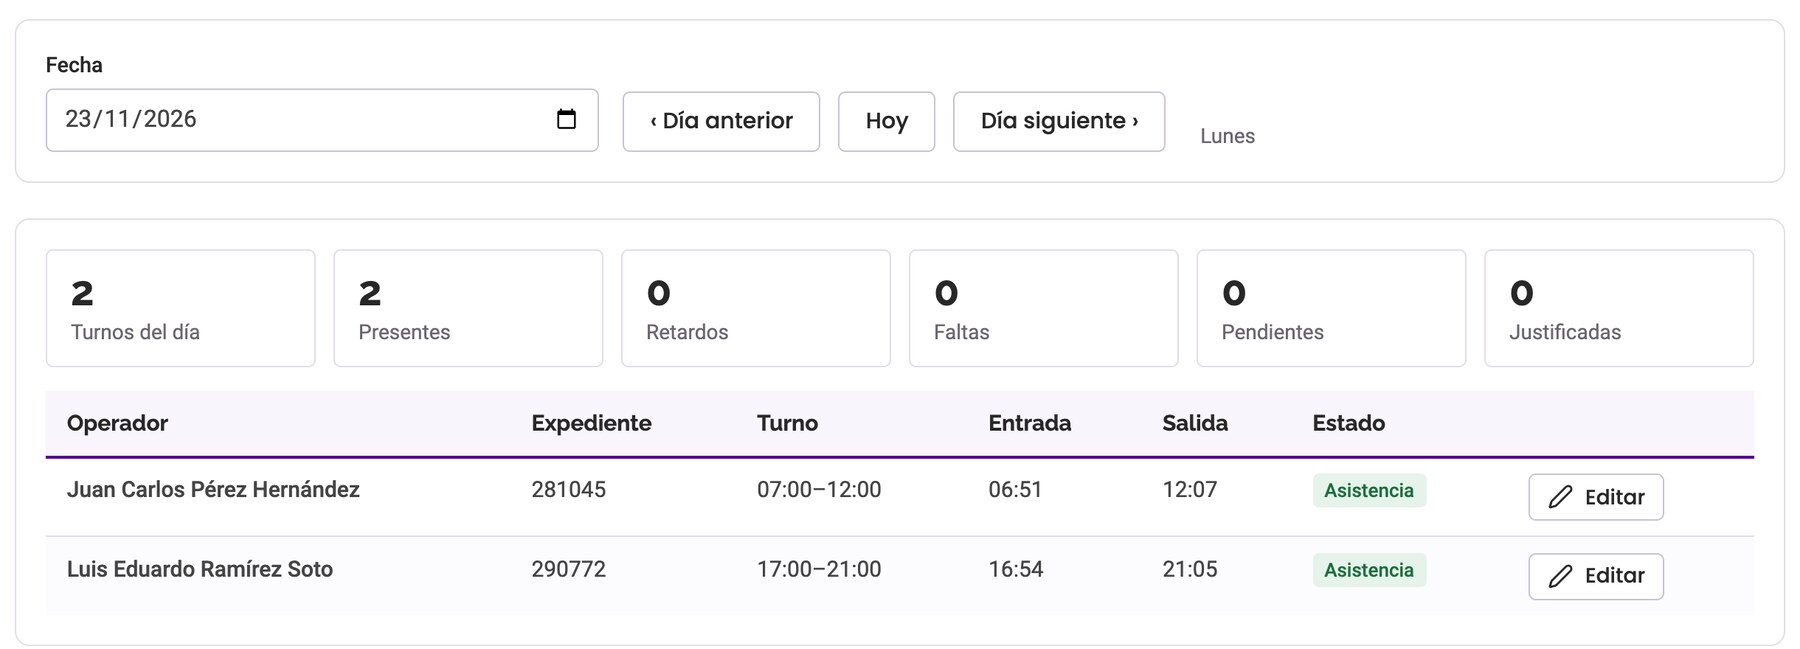 Fecha
23/11/2026
‹ Día anterior
Hoy
Día siguiente ›
Lunes
2
Turnos del día
2
Presentes
0
Retardos
0
Faltas
0
Pendientes
0
Justificadas
Operador Expediente Turno Entrada Salida Estado
Juan Carlos Pérez Hernández 281045 07:00–12:00 06:51 12:07 Asistencia Editar
Luis Eduardo Ramírez Soto 290772 17:00–21:00 16:54 21:05 Asistencia Editar